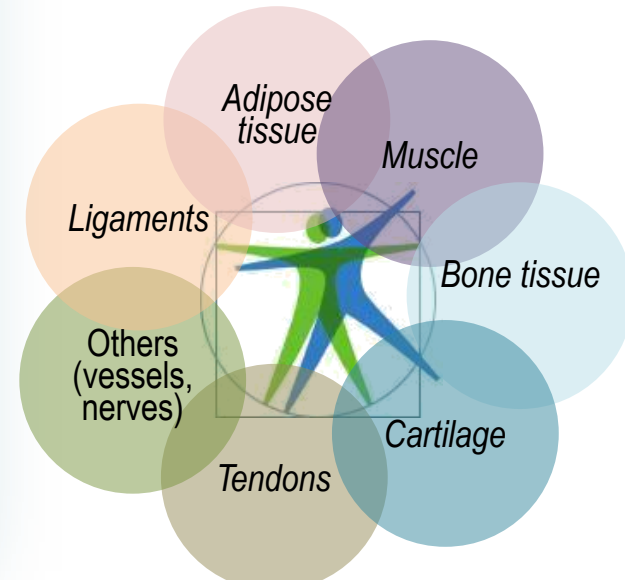 Adipose
tissue
Muscle
Ligaments
Bone tissue
Others
(vessels,
nerves)
Cartilage
Tendons